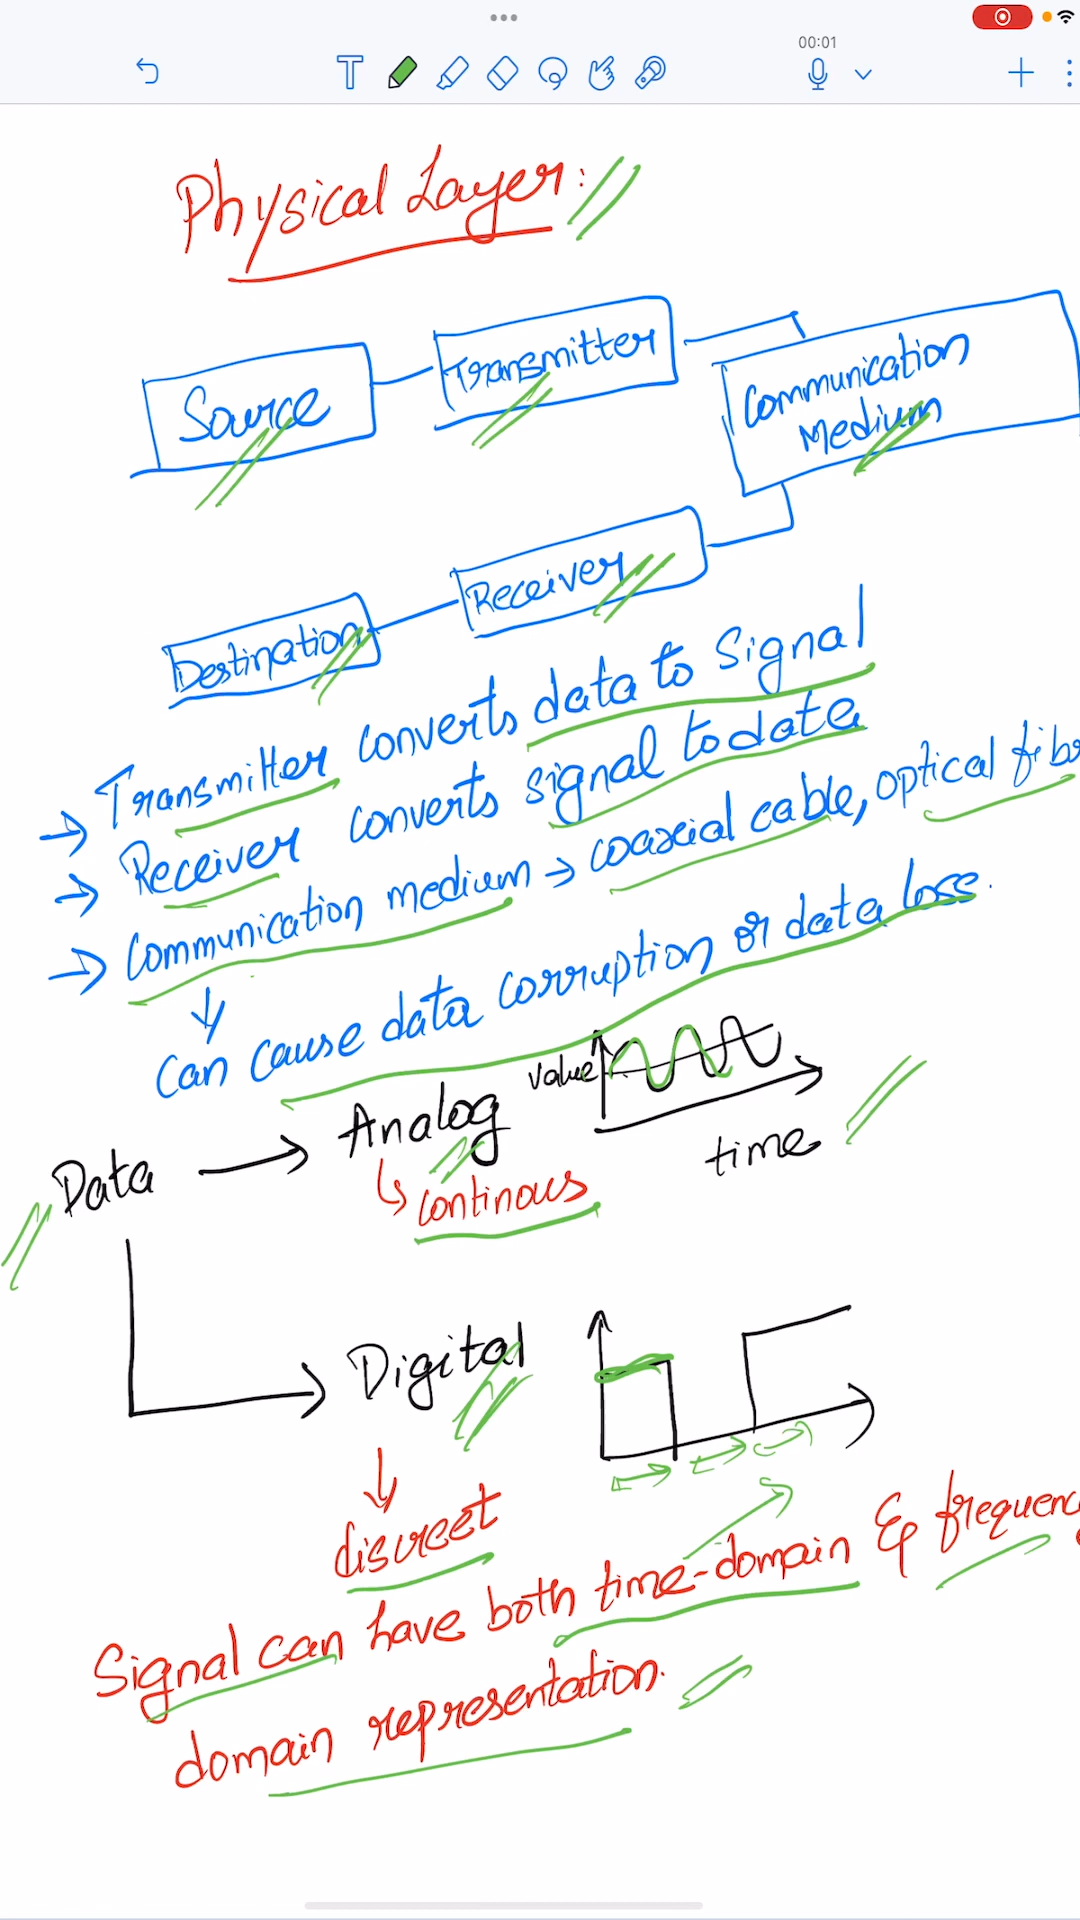 00:01
T
Physical Layer:
Source
Transmitter
Communication
Medium
Receiver
Destination
→ Transmitter converts data to Signal
→ Receiver converts signal to data
→ Communication medium → coaxial cable, optical fib
can cause data corruption or data loss.
Data → Analog
value
time
continous
Digital
discreet
Signal can have both time-domain & frequenc
domain representation.